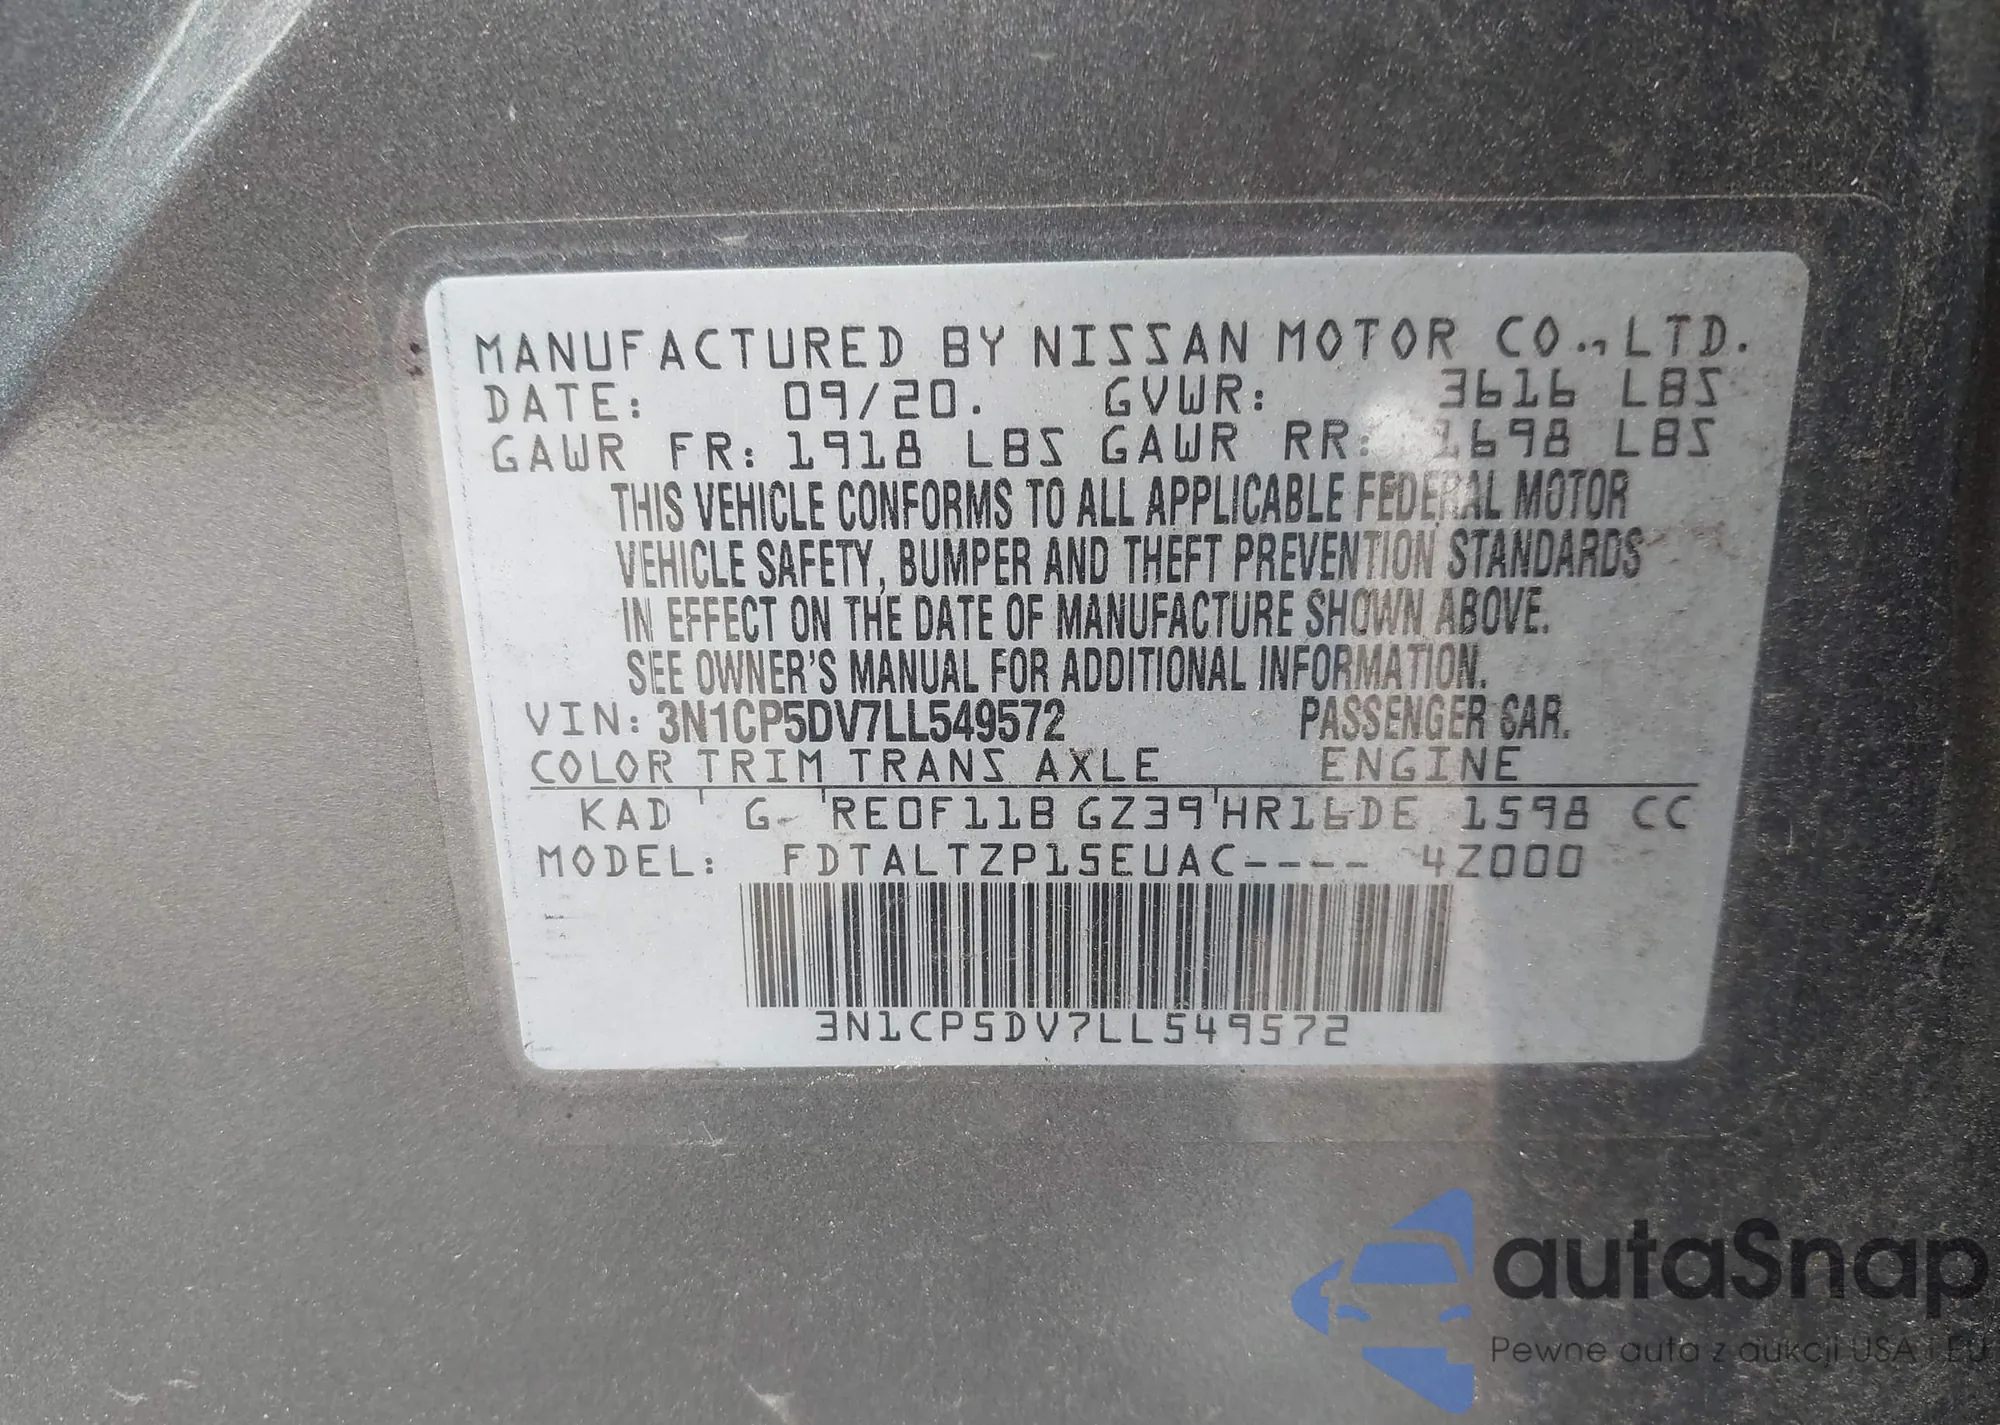 MANUFACTURED BY NISSAN MOTOR CO.,LTD.
DATE: 09/20. GVWR: 3616 LBS
GAWR FR: 1918 LBS GAWR RR: 1698 LBS
THIS VEHICLE CONFORMS TO ALL APPLICABLE FEDERAL MOTOR
VEHICLE SAFETY, BUMPER AND THEFT PREVENTION STANDARDS
IN EFFECT ON THE DATE OF MANUFACTURE SHOWN ABOVE.
SEE OWNER'S MANUAL FOR ADDITIONAL INFORMATION.
VIN: 3N1CP5DV7LL549572 PASSENGER CAR.
COLOR TRIM TRANS AXLE ENGINE
KAD G RE0F11B GZ39 HR16DE 1598 CC
MODEL: FDTALTZP15EUAC---- 4Z000
3N1CP5DV7LL549572
autaSnap
Pewne auta z aukcji USA i EU